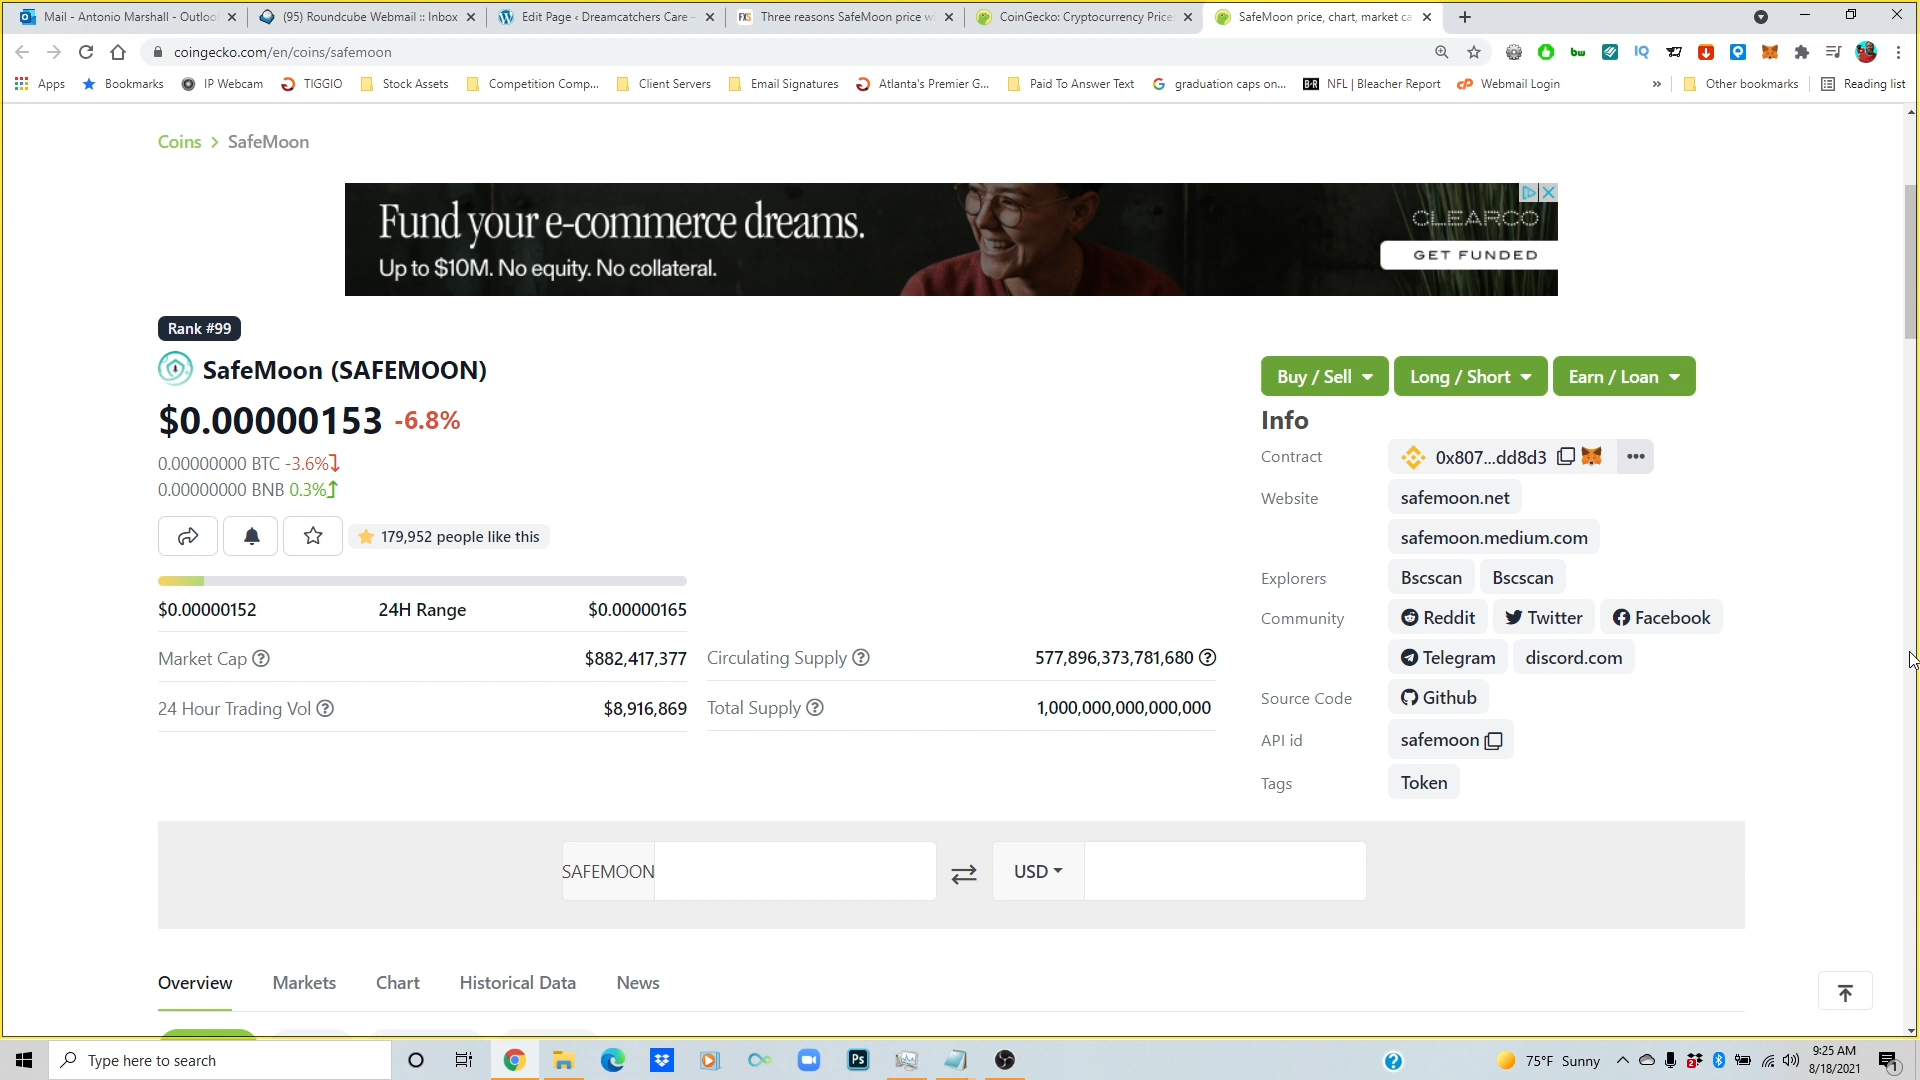 Mail - Antonio Marshall - Outloo
(95) Roundcube Webmail :: Inbox
Edit Page ‹ Dreamcatchers Care -
FXS Three reasons SafeMoon price wi
CoinGecko: Cryptocurrency Price
SafeMoon price, chart, market ca
coingecko.com/en/coins/safemoon
bw
IQ
Apps
Bookmarks
IP Webcam
TIGGIO
Stock Assets
Competition Comp...
Client Servers
Email Signatures
Atlanta's Premier G...
Paid To Answer Text
graduation caps on...
B/R NFL | Bleacher Report
cP Webmail Login
»
Other bookmarks
Reading list
Coins > SafeMoon
Fund your e-commerce dreams.
Up to $10M. No equity. No collateral.
CLEARCO
GET FUNDED
Rank #99
SafeMoon (SAFEMOON)
$0.00000153 -6.8%
0.00000000 BTC -3.6%
0.00000000 BNB 0.3%
179,952 people like this
$0.00000152 24H Range $0.00000165
Market Cap $882,417,377
24 Hour Trading Vol $8,916,869
Circulating Supply 577,896,373,781,680
Total Supply 1,000,000,000,000,000
Buy / Sell
Long / Short
Earn / Loan
Info
Contract 0x807...dd8d3
Website safemoon.net
safemoon.medium.com
Explorers Bscscan Bscscan
Community Reddit Twitter Facebook
Telegram discord.com
Source Code Github
API id safemoon
Tags Token
SAFEMOON
USD
Overview Markets Chart Historical Data News
Type here to search
Ps
75°F Sunny
9:25 AM
8/18/2021
1